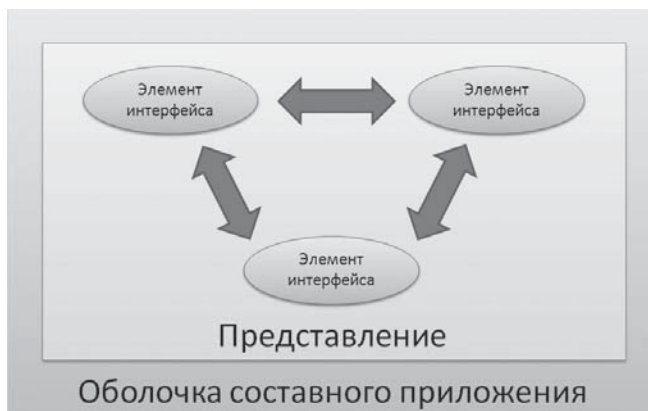 Элемент
интерфейса
Элемент
интерфейса
Элемент
интерфейса
Представление
Оболочка составного приложения